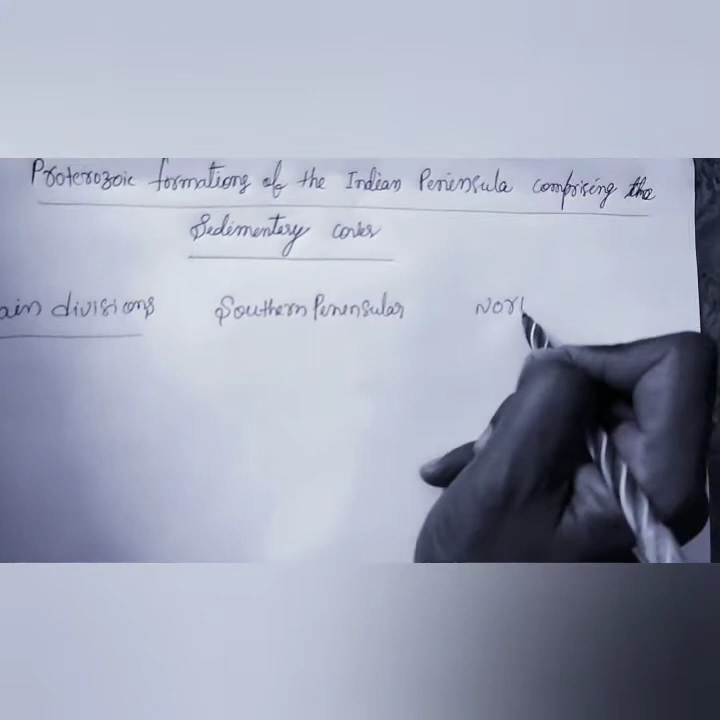 Proterozoic formations of the Indian Peninsula comprising the
Sedimentary cover
ain divisions Southern Peninsular Nor